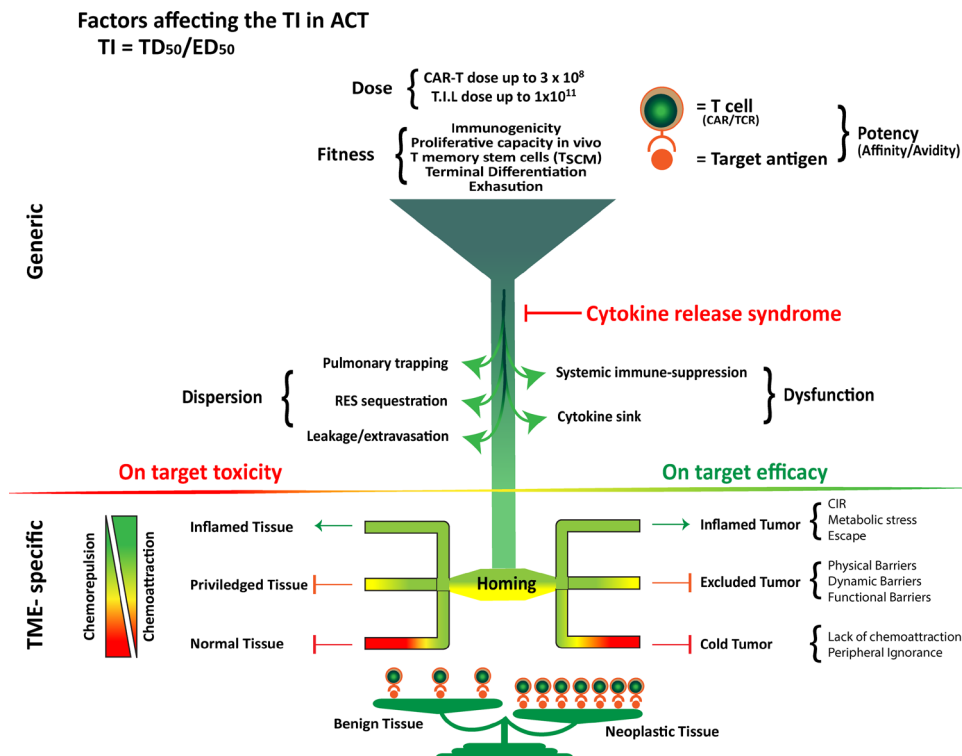 Factors affecting the TI in ACT
TI = TD50/ED50
Dose
CAR-T dose up to 3 x 10⁸
T.I.L dose up to 1x10¹¹
Fitness
Immunogenicity
Proliferative capacity in vivo
T memory stem cells (TSCM)
Terminal Differentiation
Exhasution
= T cell
(CAR/TCR)
= Target antigen
Potency
(Affinity/Avidity)
Generic
Cytokine release syndrome
Dispersion
Pulmonary trapping
RES sequestration
Leakage/extravasation
Systemic immune-suppression
Cytokine sink
Dysfunction
On target toxicity
On target efficacy
TME- specific
Chemorepulsion
Chemoattraction
Inflamed Tissue
Priviledged Tissue
Normal Tissue
Homing
Inflamed Tumor
CIR
Metabolic stress
Escape
Excluded Tumor
Physical Barriers
Dynamic Barriers
Functional Barriers
Cold Tumor
Lack of chemoattraction
Peripheral Ignorance
Benign Tissue
Neoplastic Tissue